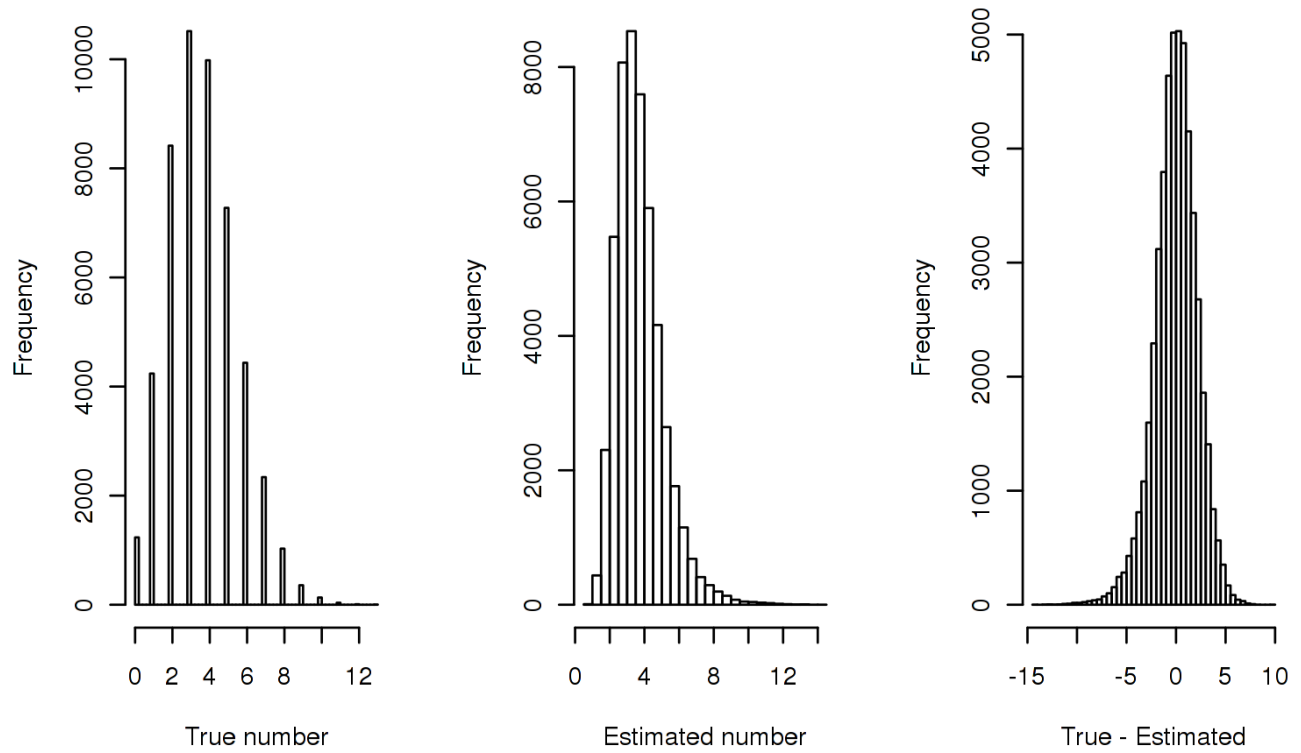 Frequency
0 2000 4000 6000 8000 10000
0 2 4 6 8 12
True number
Frequency
0 2000 4000 6000 8000
0 4 8 12
Estimated number
Frequency
0 1000 2000 3000 4000 5000
-15 -5 0 5 10
True - Estimated